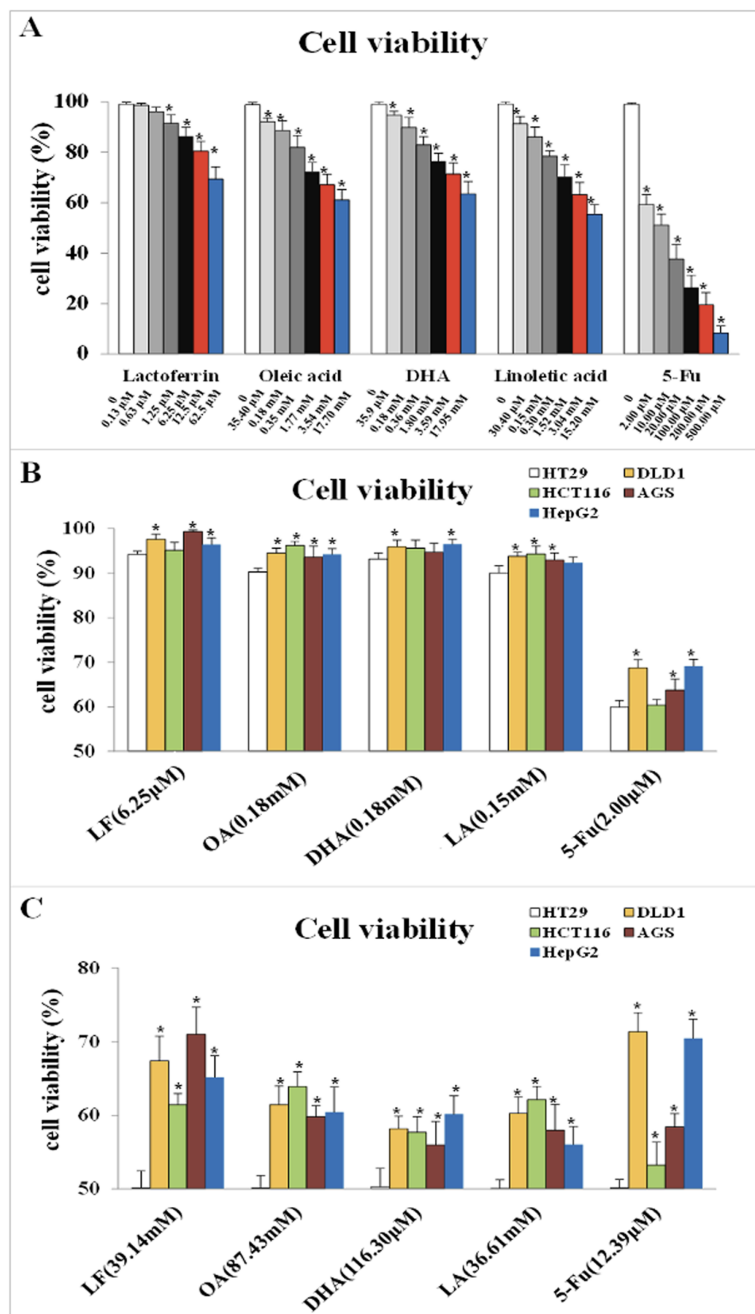 A
Cell viability
cell viability (%)
100
80
60
40
20
0
* * * *
* * * * * *
* * * * * *
* * * * * *
* * * * * *
Lactoferrin Oleic acid DHA Linoletic acid 5-Fu
0
0.13 µM
0.63 µM
1.25 µM
6.25 µM
12.5 µM
62.5 µM
0
35.40 µM
0.18 mM
0.35 mM
1.77 mM
3.54 mM
17.70 mM
0
35.9 µM
0.18 mM
0.36 mM
1.80 mM
3.59 mM
17.95 mM
0
30.40 µM
0.15 mM
0.30 mM
1.52 mM
3.04 mM
15.20 mM
0
2.00 µM
10.00 µM
20.00 µM
100.00 µM
200.00 µM
500.00 µM
B
Cell viability
HT29 DLD1
HCT116 AGS
HepG2
cell viability (%)
100
90
80
70
60
50
* * *
* * * *
* *
* * *
* * *
LF(6.25µM)
OA(0.18mM)
DHA(0.18mM)
LA(0.15mM)
5-Fu(2.00µM)
C
Cell viability
HT29 DLD1
HCT116 AGS
HepG2
cell viability (%)
80
70
60
50
* * * *
* * * *
* * * *
* * * *
* * * *
LF(39.14mM)
OA(87.43mM)
DHA(116.30µM)
LA(36.61mM)
5-Fu(12.39µM)